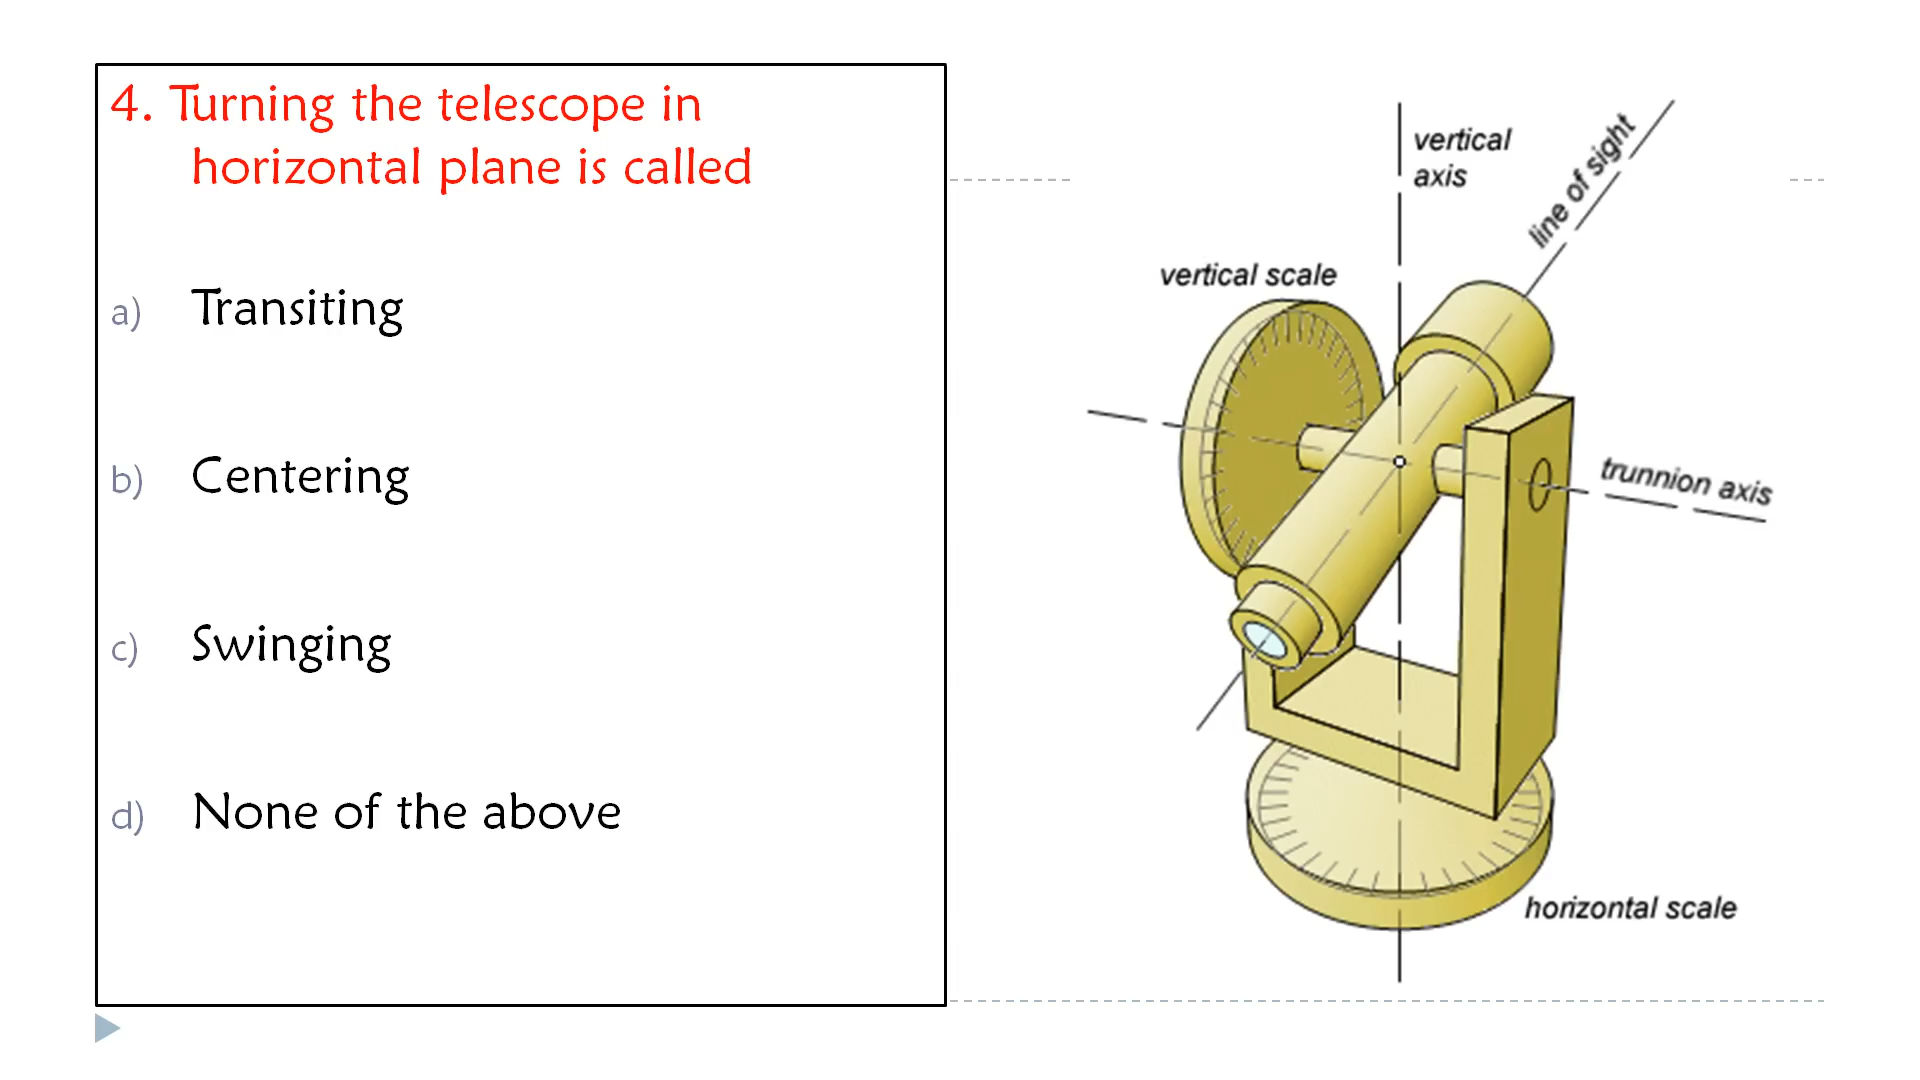 4. Turning the telescope in
horizontal plane is called
a) Transiting
b) Centering
c) Swinging
d) None of the above
vertical
axis
line of sight
vertical scale
trunnion axis
horizontal scale